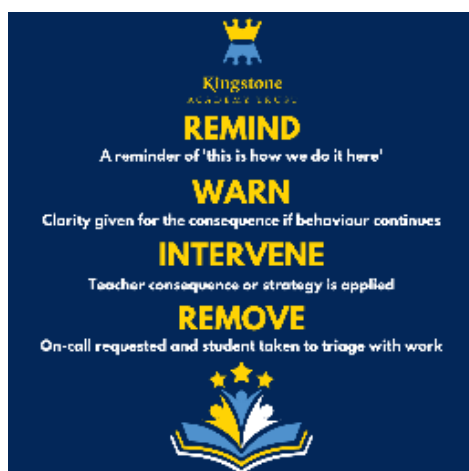 Kingstone
ACADEMY TRUST
REMIND
A reminder of 'this is how we do it here'
WARN
Clarity given for the consequence if behaviour continues
INTERVENE
Teacher consequence or strategy is applied
REMOVE
On-call requested and student taken to triage with work